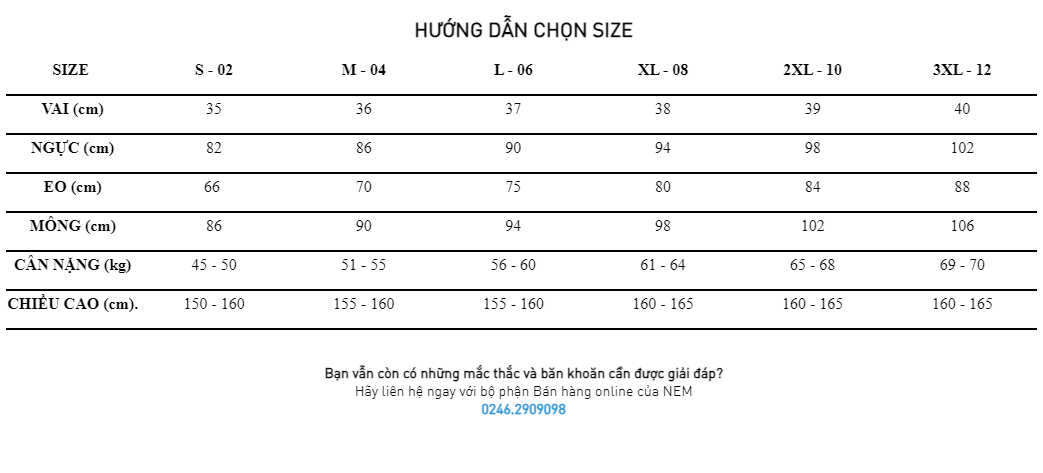 HƯỚNG DẪN CHỌN SIZE
SIZE S - 02 M - 04 L - 06 XL - 08 2XL - 10 3XL - 12
VAI (cm) 35 36 37 38 39 40
NGỰC (cm) 82 86 90 94 98 102
EO (cm) 66 70 75 80 84 88
MÔNG (cm) 86 90 94 98 102 106
CÂN NẶNG (kg) 45 - 50 51 - 55 56 - 60 61 - 64 65 - 68 69 - 70
CHIỀU CAO (cm). 150 - 160 155 - 160 155 - 160 160 - 165 160 - 165 160 - 165
Bạn vẫn còn có những mắc thắc và băn khoăn cần được giải đáp?
Hãy liên hệ ngay với bộ phận Bán hàng online của NEM
0246.2909098